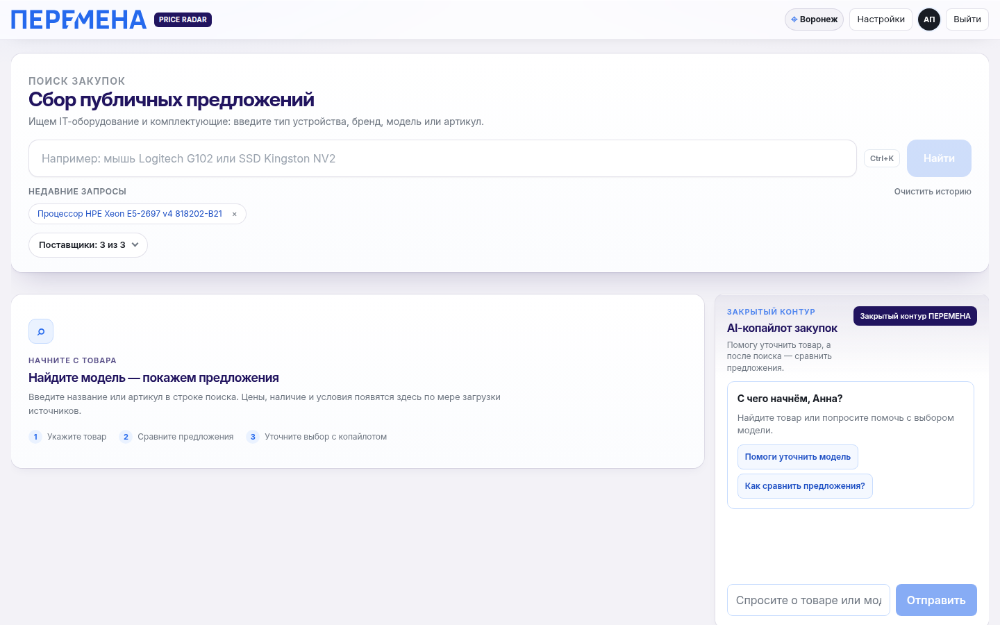 ПЕРЕМЕНА PRICE RADAR
Воронеж Настройки АП Выйти
ПОИСК ЗАКУПОК
Сбор публичных предложений
Ищем IT-оборудование и комплектующие: введите тип устройства, бренд, модель или артикул.
Например: мышь Logitech G102 или SSD Kingston NV2 Ctrl+K Найти
НЕДАВНИЕ ЗАПРОСЫ Очистить историю
Процессор HPE Xeon E5-2697 v4 818202-B21 ×
Поставщики: 3 из 3
НАЧНИТЕ С ТОВАРА
Найдите модель — покажем предложения
Введите название или артикул в строке поиска. Цены, наличие и условия появятся здесь по мере загрузки
источников.
1 Укажите товар 2 Сравните предложения 3 Уточните выбор с копайлотом
ЗАКРЫТЫЙ КОНТУР
AI-копайлот закупок
Закрытый контур ПЕРЕМЕНА
Помогу уточнить товар, а
после поиска — сравнить
предложения.
С чего начнём, Анна?
Найдите товар или попросите помочь с выбором
модели.
Помоги уточнить модель
Как сравнить предложения?
Спросите о товаре или мод Отправить